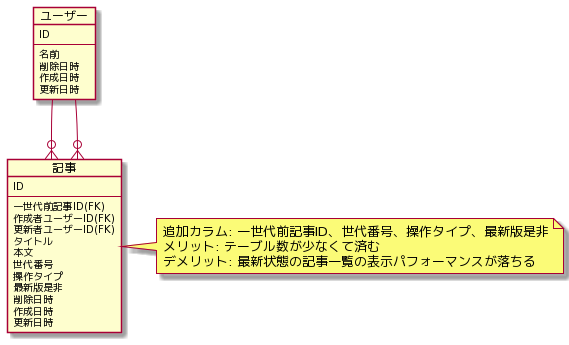 ユーザー
ID
名前
削除日時
作成日時
更新日時
記事
ID
一世代前記事ID(FK)
作成者ユーザーID(FK)
更新者ユーザーID(FK)
タイトル
本文
世代番号
操作タイプ
最新版是非
削除日時
作成日時
更新日時
追加カラム: 一世代前記事ID、世代番号、操作タイプ、最新版是非
メリット: テーブル数が少なくて済む
デメリット: 最新状態の記事一覧の表示パフォーマンスが落ちる